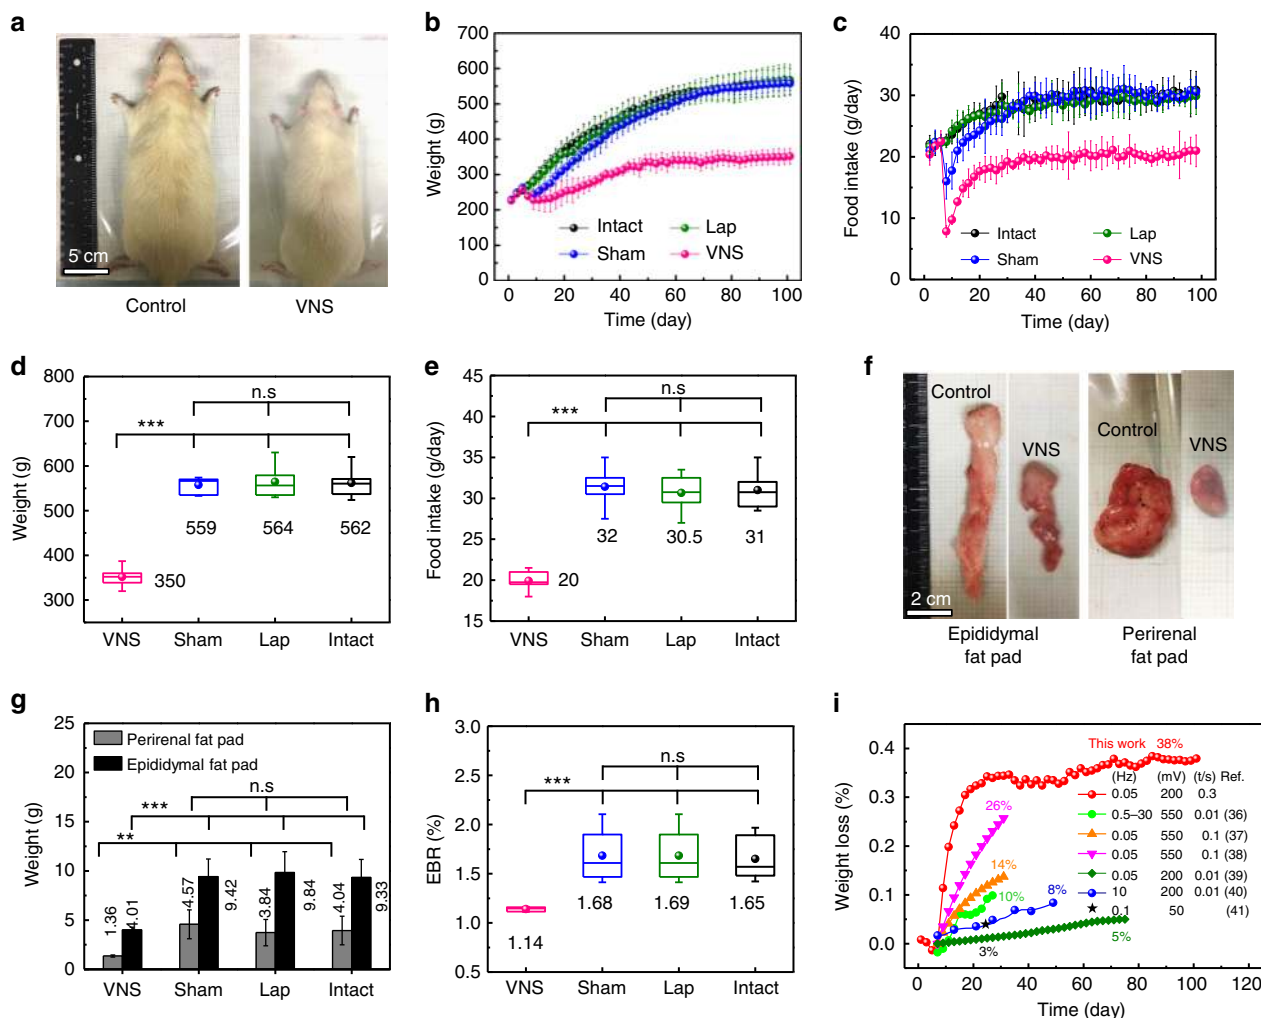 a
5 cm
Control
VNS
b
Weight (g)
700
600
500
400
300
200
100
0
Intact
Lap
Sham
VNS
0 20 40 60 80 100
Time (day)
c
Food intake (g/day)
40
30
20
10
0
Intact
Lap
Sham
VNS
0 20 40 60 80 100
Time (day)
d
Weight (g)
800
700
600
500
400
300
n.s
***
350
559
564
562
VNS Sham Lap Intact
e
Food intake (g/day)
45
40
35
30
25
20
15
n.s
***
20
32
30.5
31
VNS Sham Lap Intact
f
Control
VNS
Control
VNS
2 cm
Epididymal
fat pad
Perirenal
fat pad
g
Weight (g)
25
20
15
10
5
0
Perirenal fat pad
Epididymal fat pad
n.s
***
**
1.36
4.01
4.57
9.42
3.84
9.84
4.04
9.33
VNS Sham Lap Intact
h
EBR (%)
3.0
2.5
2.0
1.5
1.0
0.5
n.s
***
1.14
1.68
1.69
1.65
VNS Sham Lap Intact
i
Weight loss (%)
0.4
0.3
0.2
0.1
0.0
This work 38%
(Hz) (mV) (t/s) Ref.
0.05 200 0.3
0.5–30 550 0.01 (36)
0.05 550 0.1 (37)
0.05 550 0.1 (38)
0.05 200 0.01 (39)
10 200 0.01 (40)
0.1 50 (41)
26%
14%
10%
8%
3%
5%
0 20 40 60 80 100 120
Time (day)